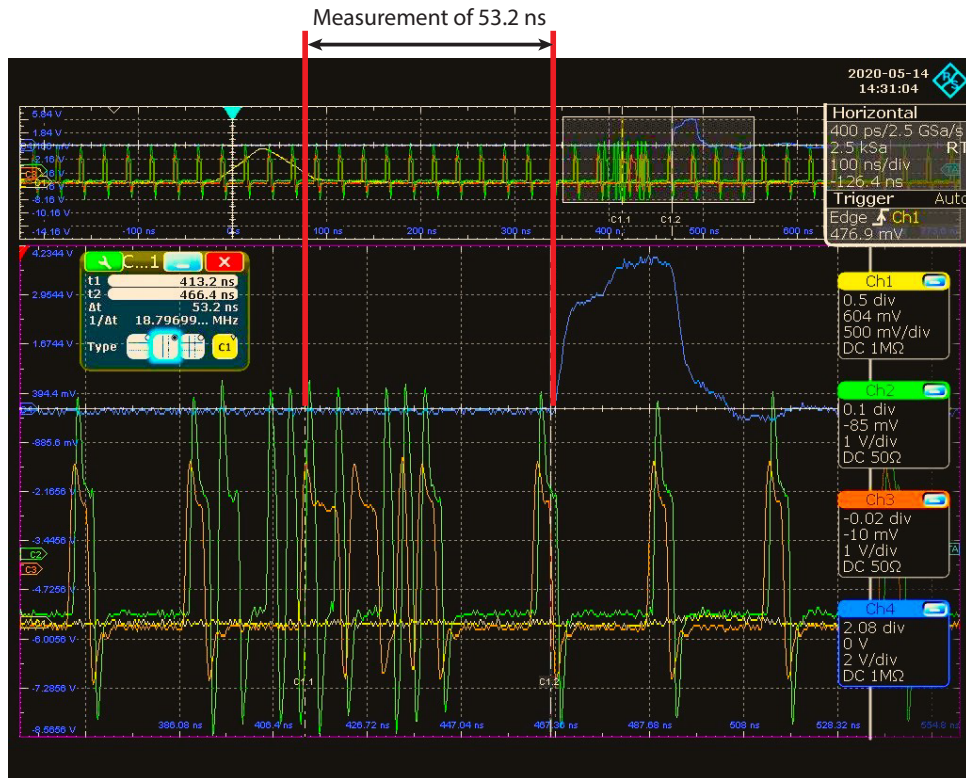 Measurement of 53.2 ns
2020-05-14
14:31:04
Horizontal
400 ps/2.5 GSa/s
2.5 kSa RT
100 ns/div
-126.4 ns
Trigger Auto
Edge Ch1
476.9 mV
5.84 V
1.84 V
-2.16 V
-8.16 V
-10.16 V
-14.16 V
-100 ns
0 s
100 ns
200 ns
300 ns
400 ns
500 ns
600 ns
C1.1
C1.2
TA
C...1
t1 413.2 ns
t2 466.4 ns
Δt 53.2 ns
1/Δt 18.79699... MHz
Type C1
4.2344 V
2.9544 V
1.6744 V
394.4 mV
-885.6 mV
-2.1656 V
-3.4456 V
-4.7256 V
-6.0056 V
-7.2856 V
-8.5656 V
C2
C3
C1.1
C1.2
TA
386.08 ns
406.4 ns
426.72 ns
447.04 ns
467.36 ns
487.68 ns
508 ns
528.32 ns
Ch1
0.5 div
604 mV
500 mV/div
DC 1MΩ
Ch2
0.1 div
-85 mV
1 V/div
DC 50Ω
Ch3
-0.02 div
-10 mV
1 V/div
DC 50Ω
Ch4
2.08 div
0 V
2 V/div
DC 1MΩ